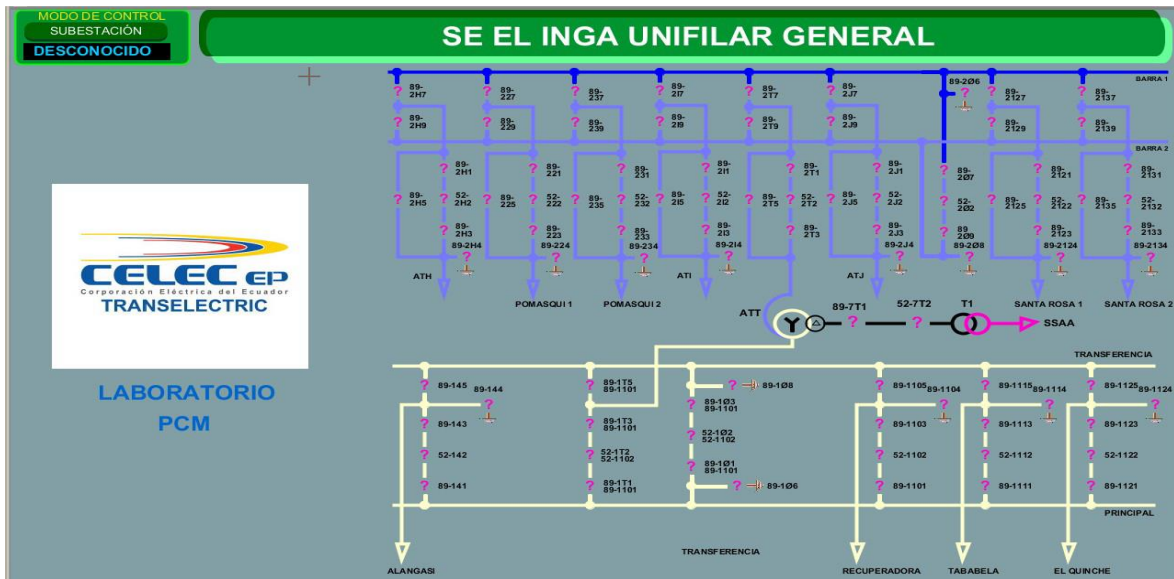 MODO DE CONTROL
SUBESTACIÓN
DESCONOCIDO
SE EL INGA UNIFILAR GENERAL
89-2H7
89-227
89-237
89-2I7
89-2T7
89-2J7
89-2Ø6
89-2127
89-2137
BARRA 1
89-2H9
89-229
89-239
89-2I9
89-2T9
89-2J9
89-2129
89-2139
BARRA 2
89-2H1
89-221
89-231
89-2I1
89-2T1
89-2J1
89-2Ø7
89-2121
89-2131
89-2H5
52-2H2
89-225
52-222
89-235
52-232
89-2I5
52-2I2
89-2T5
52-2T2
89-2J5
52-2J2
52-2Ø2
89-2125
52-2122
89-2135
52-2132
89-2H3
89-223
89-233
89-2I3
89-2T3
89-2J3
89 2Ø9
89-2123
89-2133
89-2H4
89-224
89-234
89-2I4
89-2J4
89-2Ø8
89-2124
89-2134
ATH
POMASQUI 1
POMASQUI 2
ATI
ATJ
SANTA ROSA 1
SANTA ROSA 2
ATT
89-7T1
52-7T2
T1
SSAA
Y
CELEC EP
Corporación Eléctrica del Ecuador
TRANSELECTRIC
LABORATORIO
PCM
TRANSFERENCIA
89-145
89-144
89-1T5
89-1101
89-1Ø8
89-1105
89-1104
89-1115
89-1114
89-1125
89-1124
89-143
89-1T3
89-1101
89-1Ø3
89-1101
89-1103
89-1113
89-1123
52-142
52-1T2
52-1102
52-1Ø2
52-1102
52-1102
52-1112
52-1122
89-141
89-1T1
89-1101
89-1Ø1
89-1101
89-1Ø6
89-1101
89-1111
89-1121
PRINCIPAL
TRANSFERENCIA
ALANGASI
RECUPERADORA
TABABELA
EL QUINCHE